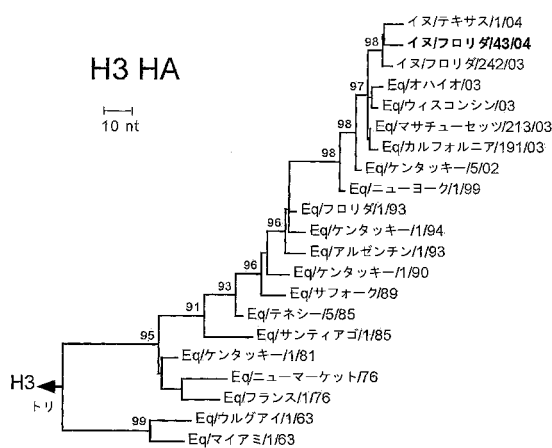 H3 HA
10 nt
98
イヌ/テキサス/1/04
イヌ/フロリダ/43/04
イヌ/フロリダ/242/03
97
Eq/オハイオ/03
Eq/ウィスコンシン/03
98
Eq/マサチューセッツ/213/03
Eq/カルフォルニア/191/03
98
Eq/ケンタッキー/5/02
Eq/ニューヨーク/1/99
Eq/フロリダ/1/93
96
Eq/ケンタッキー/1/94
Eq/アルゼンチン/1/93
96
Eq/ケンタッキー/1/90
93
Eq/サフォーク/89
91
Eq/テネシー/5/85
95
Eq/サンティアゴ/1/85
Eq/ケンタッキー/1/81
H3
Eq/ニューマーケット/76
トリ
Eq/フランス/1/76
99
Eq/ウルグアイ/1/63
Eq/マイアミ/1/63